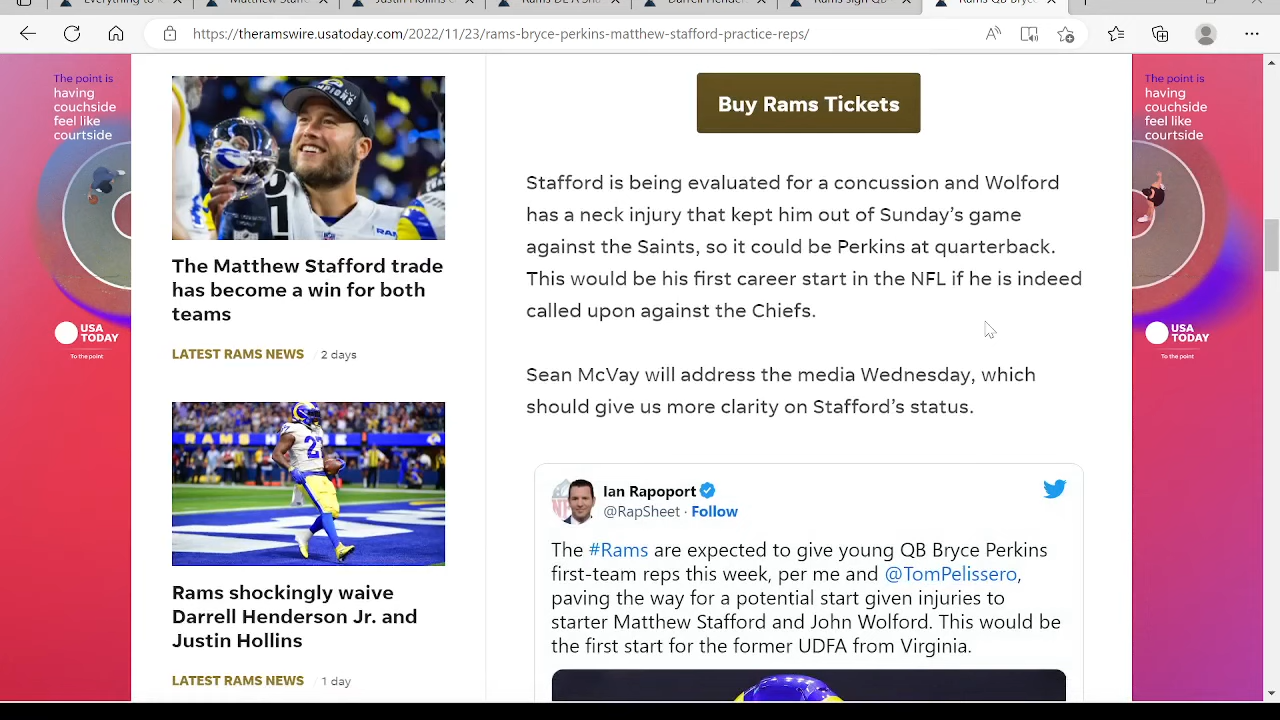 https://theramswire.usatoday.com/2022/11/23/rams-bryce-perkins-matthew-stafford-practice-reps/
The point is
having
couchside
feel like
courtside
USA
TODAY
To the point
The Matthew Stafford trade
has become a win for both
teams
LATEST RAMS NEWS / 2 days
Rams shockingly waive
Darrell Henderson Jr. and
Justin Hollins
LATEST RAMS NEWS / 1 day
Buy Rams Tickets
Stafford is being evaluated for a concussion and Wolford
has a neck injury that kept him out of Sunday’s game
against the Saints, so it could be Perkins at quarterback.
This would be his first career start in the NFL if he is indeed
called upon against the Chiefs.
Sean McVay will address the media Wednesday, which
should give us more clarity on Stafford’s status.
Ian Rapoport
@RapSheet · Follow
The #Rams are expected to give young QB Bryce Perkins
first-team reps this week, per me and @TomPelissero,
paving the way for a potential start given injuries to
starter Matthew Stafford and John Wolford. This would be
the first start for the former UDFA from Virginia.
The point is
having
couchside
feel like
courtside
USA
TODAY
To the point